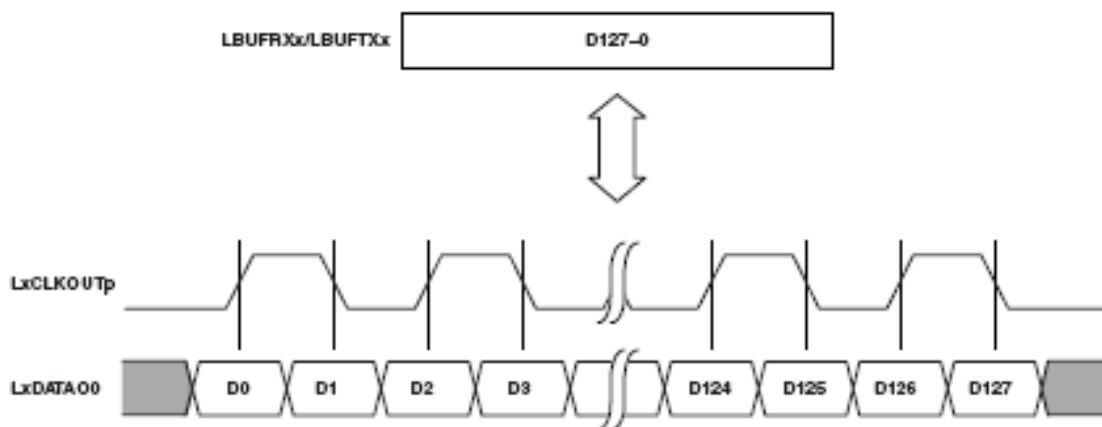 LBUFRXx/LBUFTXx D127–0
LxCLKOUTp
LxDATAO0 D0 D1 D2 D3 D124 D125 D126 D127